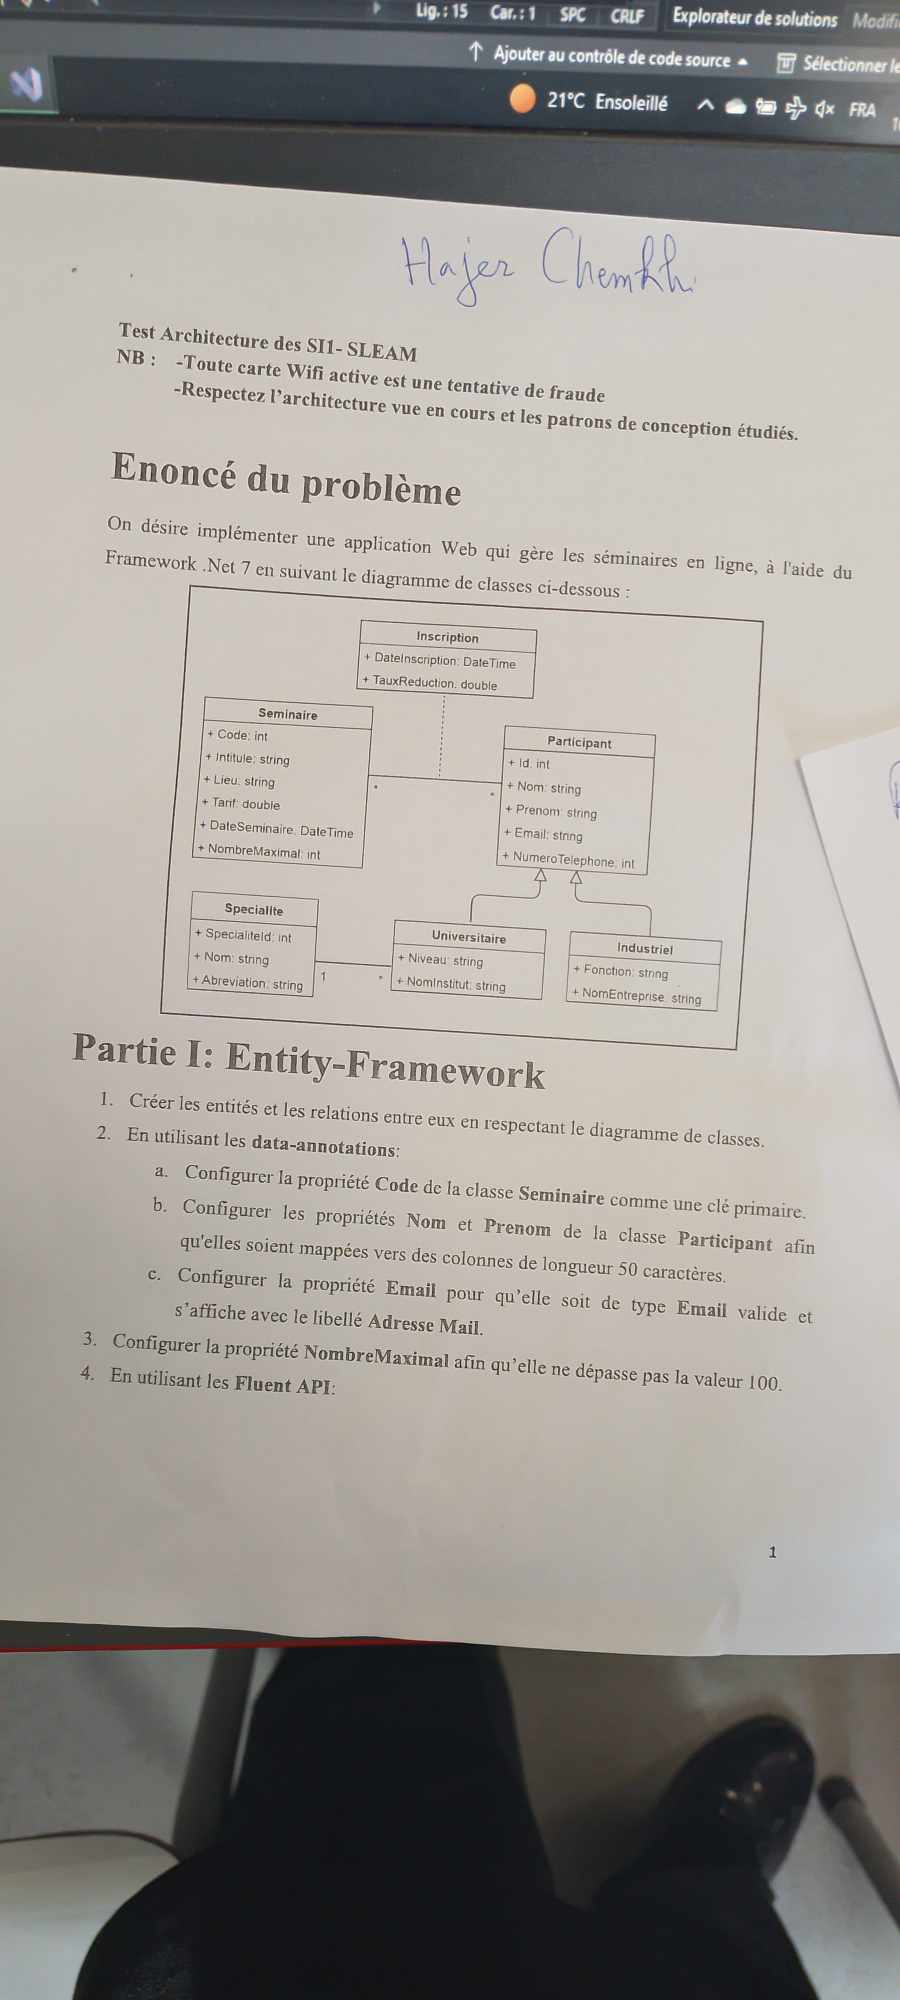 Lig.: 15 Car.: 1 SPC CRLF Explorateur de solutions
Ajouter au contrôle de code source Sélectionner le
21°C Ensoleillé FRA
Hajer Chemkhi
Test Architecture des SI1- SLEAM
NB : -Toute carte Wifi active est une tentative de fraude
-Respectez l'architecture vue en cours et les patrons de conception étudiés.
Enoncé du problème
On désire implémenter une application Web qui gère les séminaires en ligne, à l'aide du
Framework .Net 7 en suivant le diagramme de classes ci-dessous :
Inscription
+ DateInscription: DateTime
+ TauxReduction: double
Seminaire
+ Code: int
+ Intitule: string
+ Lieu: string
+ Tarif: double
+ DateSeminaire: DateTime
+ NombreMaximal: int
*
*
Participant
+ Id: int
+ Nom: string
+ Prenom: string
+ Email: string
+ NumeroTelephone: int
Specialite
+ SpecialiteId: int
+ Nom: string
+ Abreviation: string
1
*
Universitaire
+ Niveau: string
+ NomInstitut: string
Industriel
+ Fonction: string
+ NomEntreprise: string
Partie I: Entity-Framework
1. Créer les entités et les relations entre eux en respectant le diagramme de classes.
2. En utilisant les data-annotations:
a. Configurer la propriété Code de la classe Seminaire comme une clé primaire.
b. Configurer les propriétés Nom et Prenom de la classe Participant afin
qu'elles soient mappées vers des colonnes de longueur 50 caractères.
c. Configurer la propriété Email pour qu'elle soit de type Email valide et
s'affiche avec le libellé Adresse Mail.
3. Configurer la propriété NombreMaximal afin qu'elle ne dépasse pas la valeur 100.
4. En utilisant les Fluent API:
1